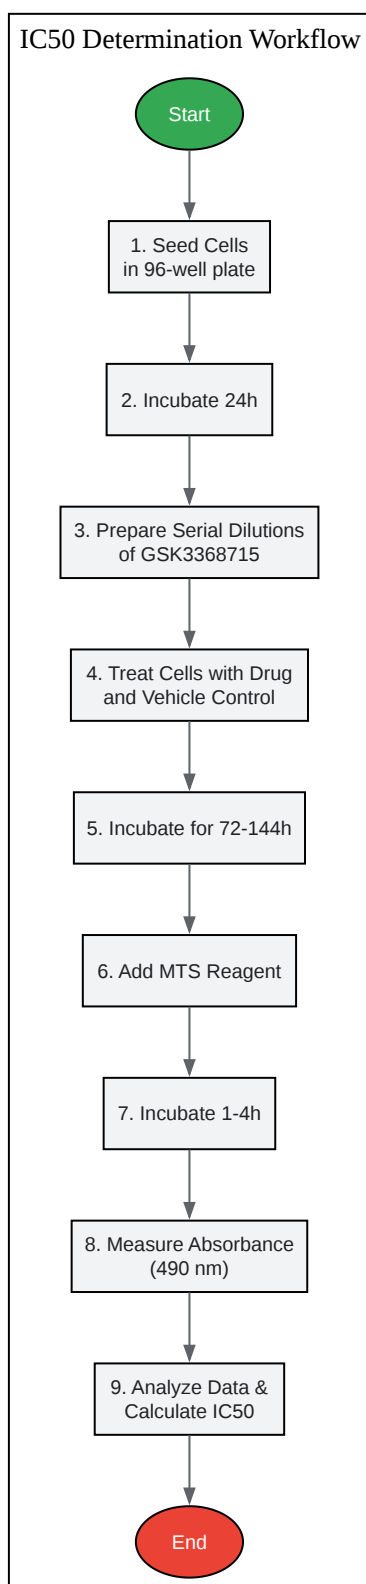 IC50 Determination Workflow
Start
1. Seed Cells
in 96-well plate
2. Incubate 24h
3. Prepare Serial Dilutions
of GSK3368715
4. Treat Cells with Drug
and Vehicle Control
5. Incubate for 72-144h
6. Add MTS Reagent
7. Incubate 1-4h
8. Measure Absorbance
(490 nm)
9. Analyze Data &
Calculate IC50
End